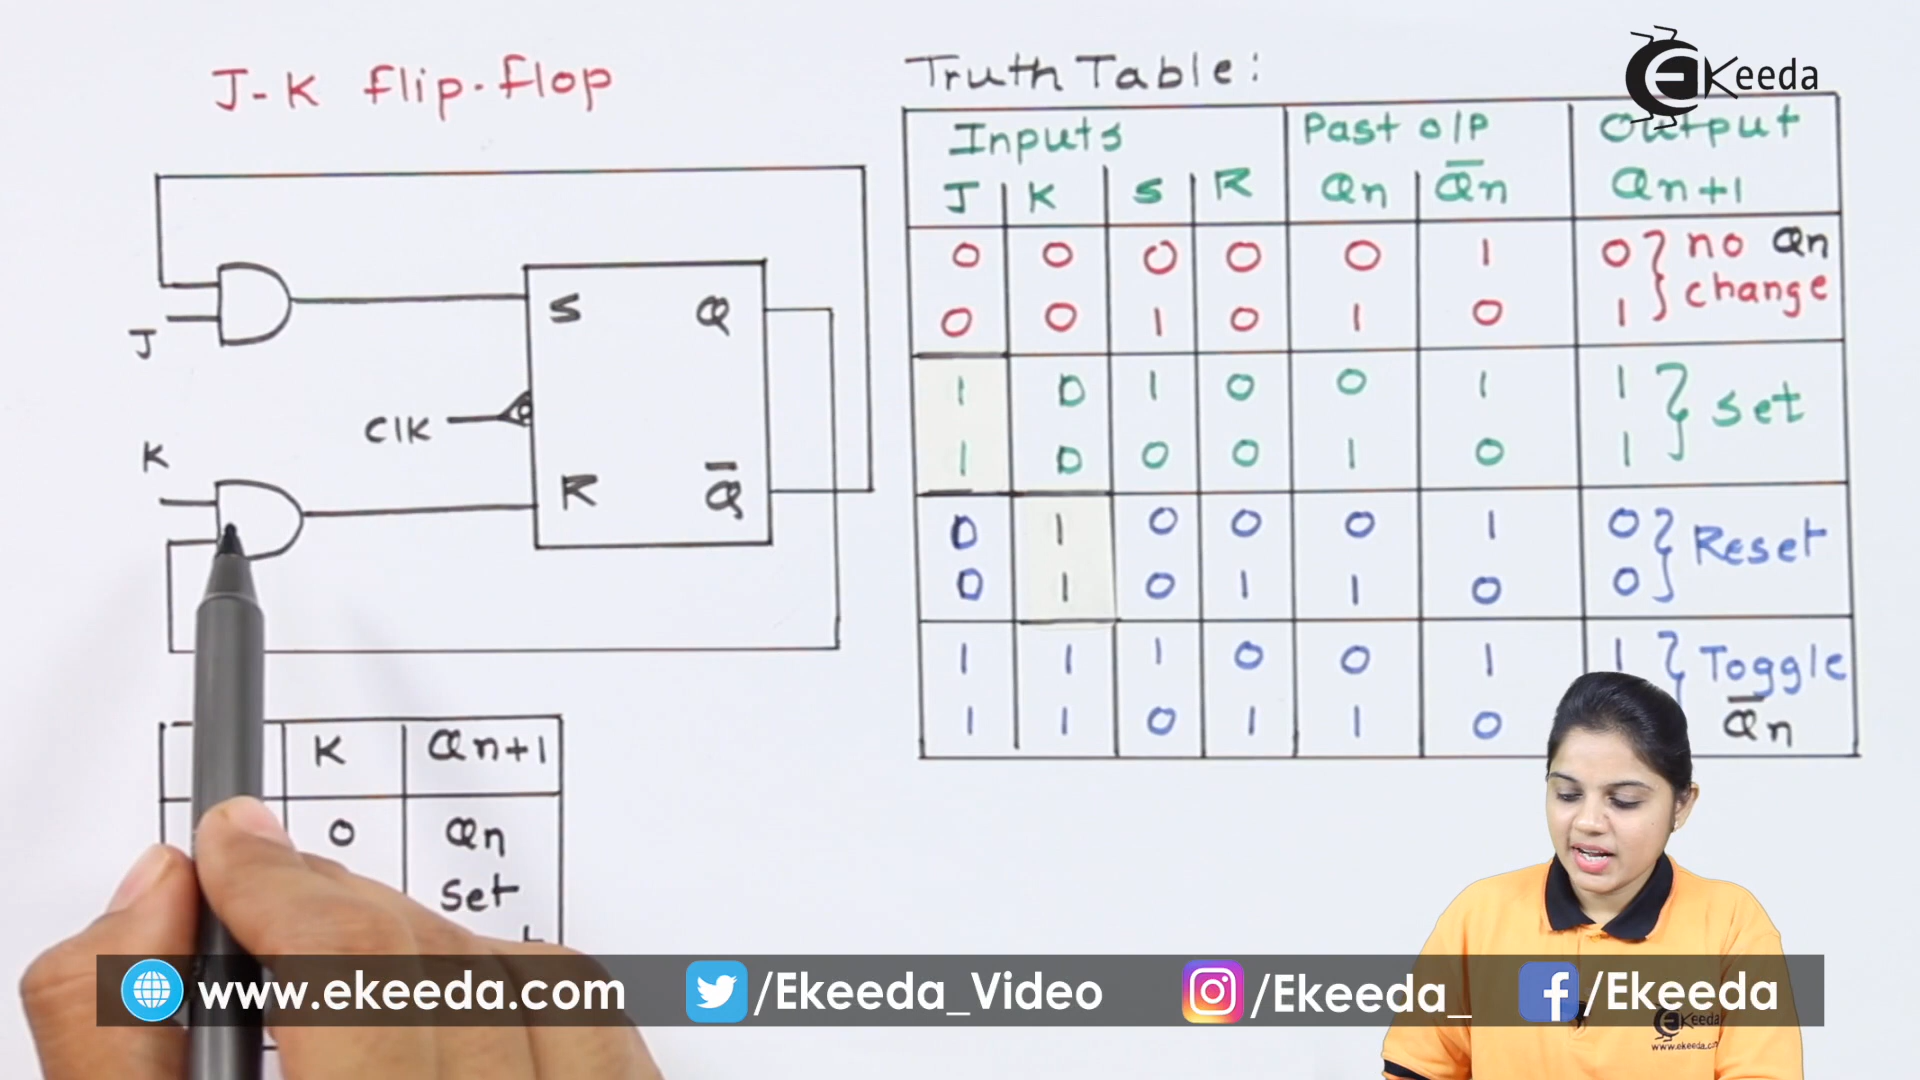 J-K flip-flop
J
K
CLK
S
Q
R
Q̅
K
Qn+1
0
Qn
Set
Truth Table:
Inputs
Past O/P
Output
J K S R Qn Q̅n Qn+1
0 0 0 0 0 1 0 no Qn
change
0 0 1 0 1 0 1
1 0 1 0 0 1 1
Set
1 0 0 0 1 0 1
0 1 0 0 0 1 0
Reset
0 1 0 1 1 0 0
1 1 1 0 0 1 1 Toggle
1 1 0 1 1 0 Q̅n
Keeda
www.ekeeda.com
/Ekeeda_Video
/Ekeeda_
/Ekeeda
Keeda